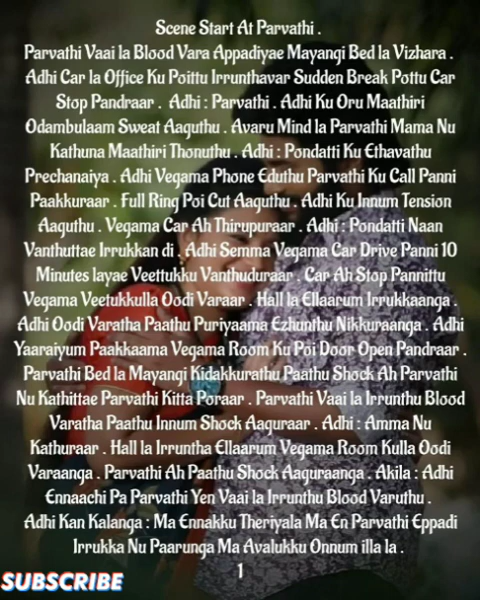 Scene Start At Parvathi .
Parvathi Vaai la Blood Vara Appadiyae Mayangi Bed la Vizhara .
Adhi Car la Office Ku Poittu Irrunthavar Sudden Break Pottu Car
Stop Pandraar . Adhi : Parvathi . Adhi Ku Oru Maathiri
Odambulaam Sweat Aaguthu . Avaru Mind la Parvathi Mama Nu
Kathuna Maathiri Thonuthu . Adhi : Pondatti Ku Ethavathu
Prechanaiya . Adhi Vegama Phone Eduthu Parvathi Ku Call Panni
Paakkuraar . Full Ring Poi Cut Aaguthu . Adhi Ku Innum Tension
Aaguthu . Vegama Car Ah Thirupuraar . Adhi : Pondatti Naan
Vanthuttae Irrukkan di . Adhi Semma Vegama Car Drive Panni 10
Minutes layae Veettukku Vanthuduraar . Car Ah Stop Pannittu
Vegama Veetukkulla Oodi Varaar . Hall la Ellaarum Irrukkaanga .
Adhi Oodi Varatha Paathu Puriyaama Ezhunthu Nikkuraanga . Adhi
Yaaraiyum Paakkaama Vegama Room Ku Poi Door Open Pandraar .
Parvathi Bed la Mayangi Kidakkurathu Paathu Shock Ah Parvathi
Nu Kathittae Parvathi Kitta Poraar . Parvathi Vaai la Irrunthu Blood
Varatha Paathu Innum Shock Aaguraar . Adhi : Amma Nu
Kathuraar . Hall la Irruntha Ellaarum Vegama Room Kulla Oodi
Varaanga . Parvathi Ah Paathu Shock Aaguraanga . Akila : Adhi
Ennaachi Pa Parvathi Yen Vaai la Irrunthu Blood Varuthu .
Adhi Kan Kalanga : Ma Ennakku Theriyala Ma En Parvathi Eppadi
Irrukka Nu Paarunga Ma Avalukku Onnum illa la .
1
SUBSCRIBE